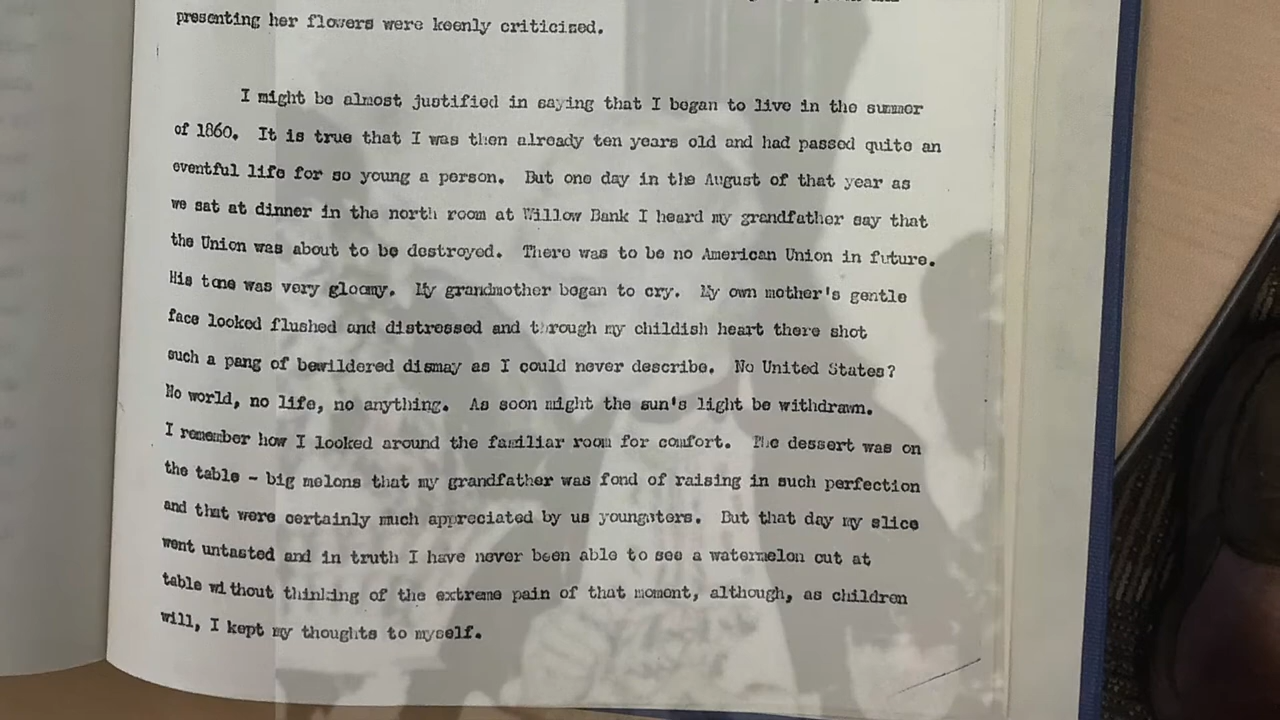 presenting her flowers were keenly criticized.
I might be almost justified in saying that I began to live in the summer
of 1860. It is true that I was then already ten years old and had passed quite an
eventful life for so young a person. But one day in the August of that year as
we sat at dinner in the north room at Willow Bank I heard my grandfather say that
the Union was about to be destroyed. There was to be no American Union in future.
His tone was very gloomy. My grandmother began to cry. My own mother's gentle
face looked flushed and distressed and through my childish heart there shot
such a pang of bewildered dismay as I could never describe. No United States?
No world, no life, no anything. As soon might the sun's light be withdrawn.
I remember how I looked around the familiar room for comfort. The dessert was on
the table - big melons that my grandfather was fond of raising in such perfection
and that were certainly much appreciated by us youngsters. But that day my slice
went untasted and in truth I have never been able to see a watermelon cut at
table without thinking of the extreme pain of that moment, although, as children
will, I kept my thoughts to myself.